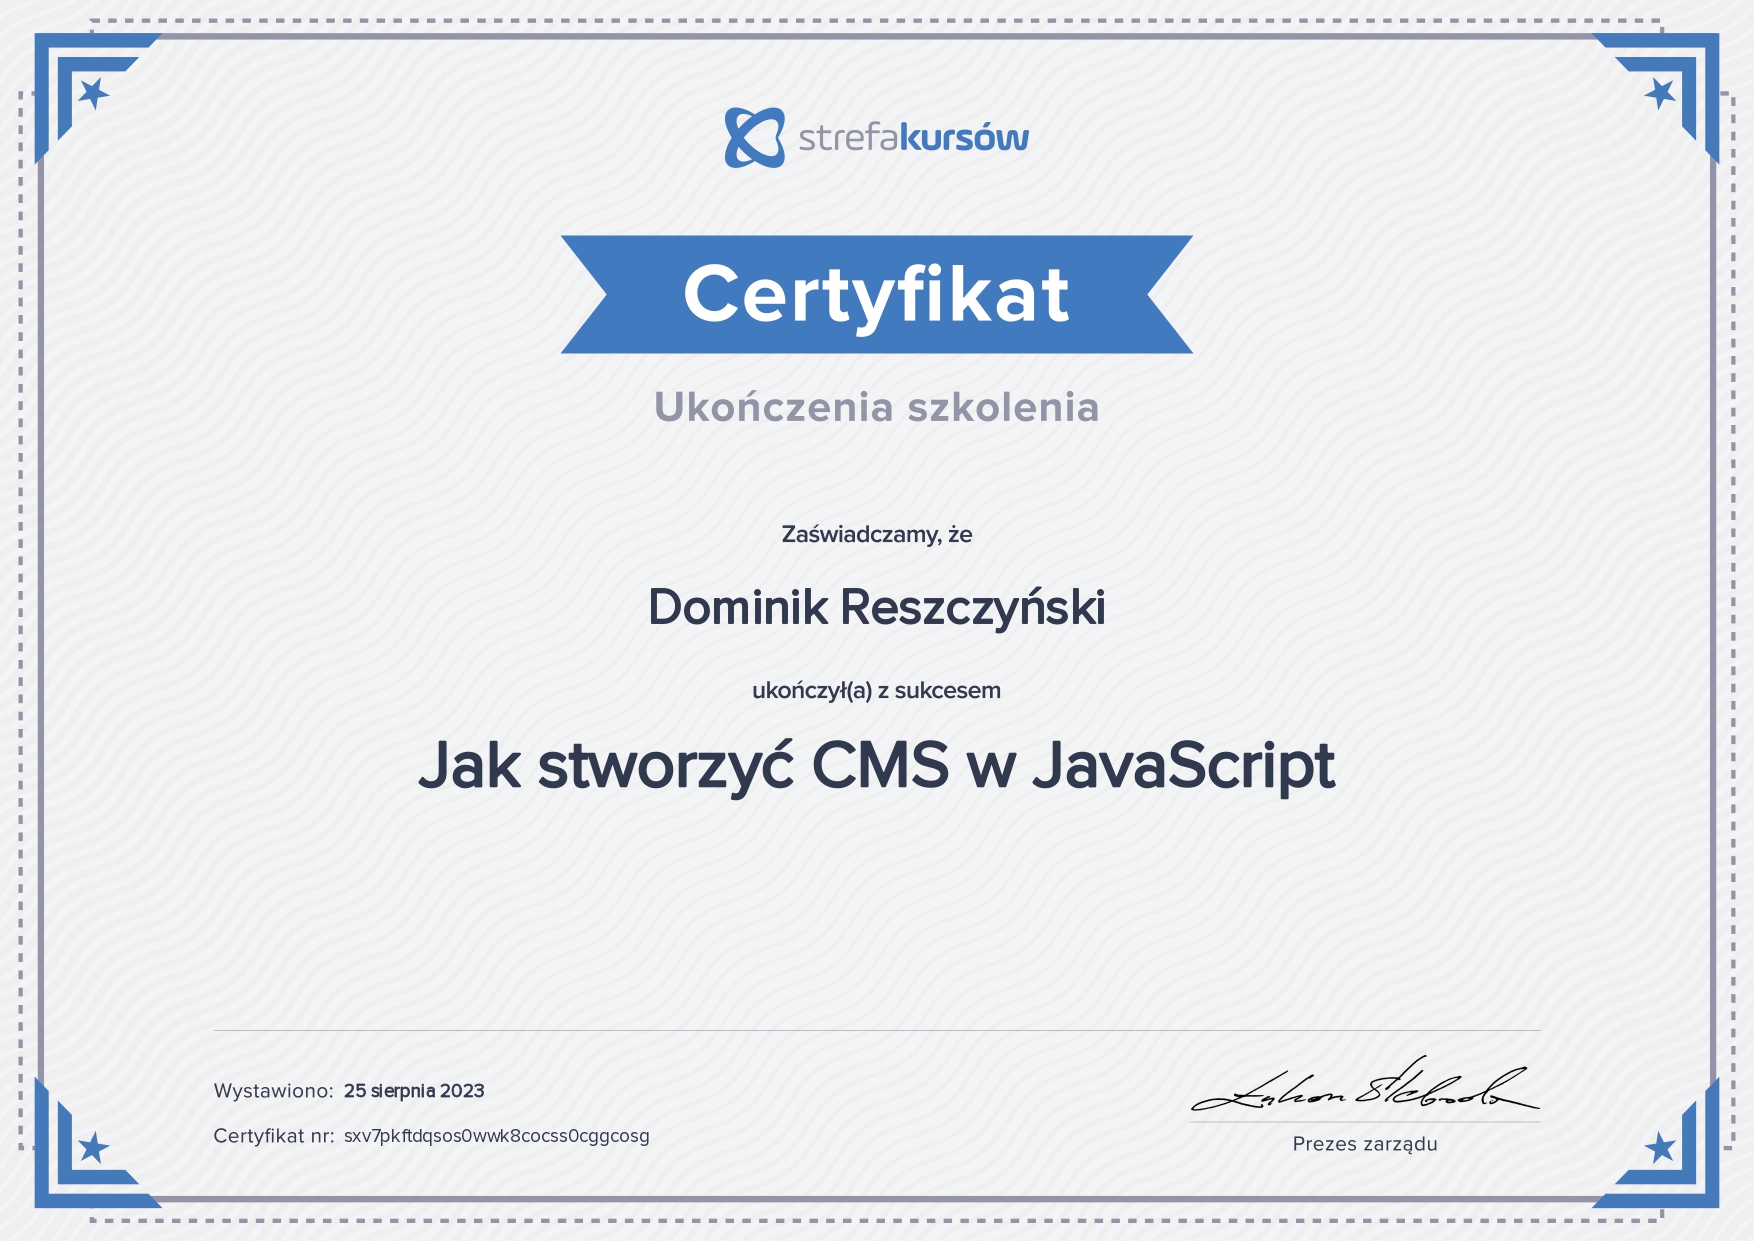 strefakursów
Certyfikat
Ukończenia szkolenia
Zaświadczamy, że
Dominik Reszczyński
ukończył(a) z sukcesem
Jak stworzyć CMS w JavaScript
Wystawiono: 25 sierpnia 2023
Certyfikat nr: sxv7pkftdqsos0wwk8cocss0cggcosg
Prezes zarządu